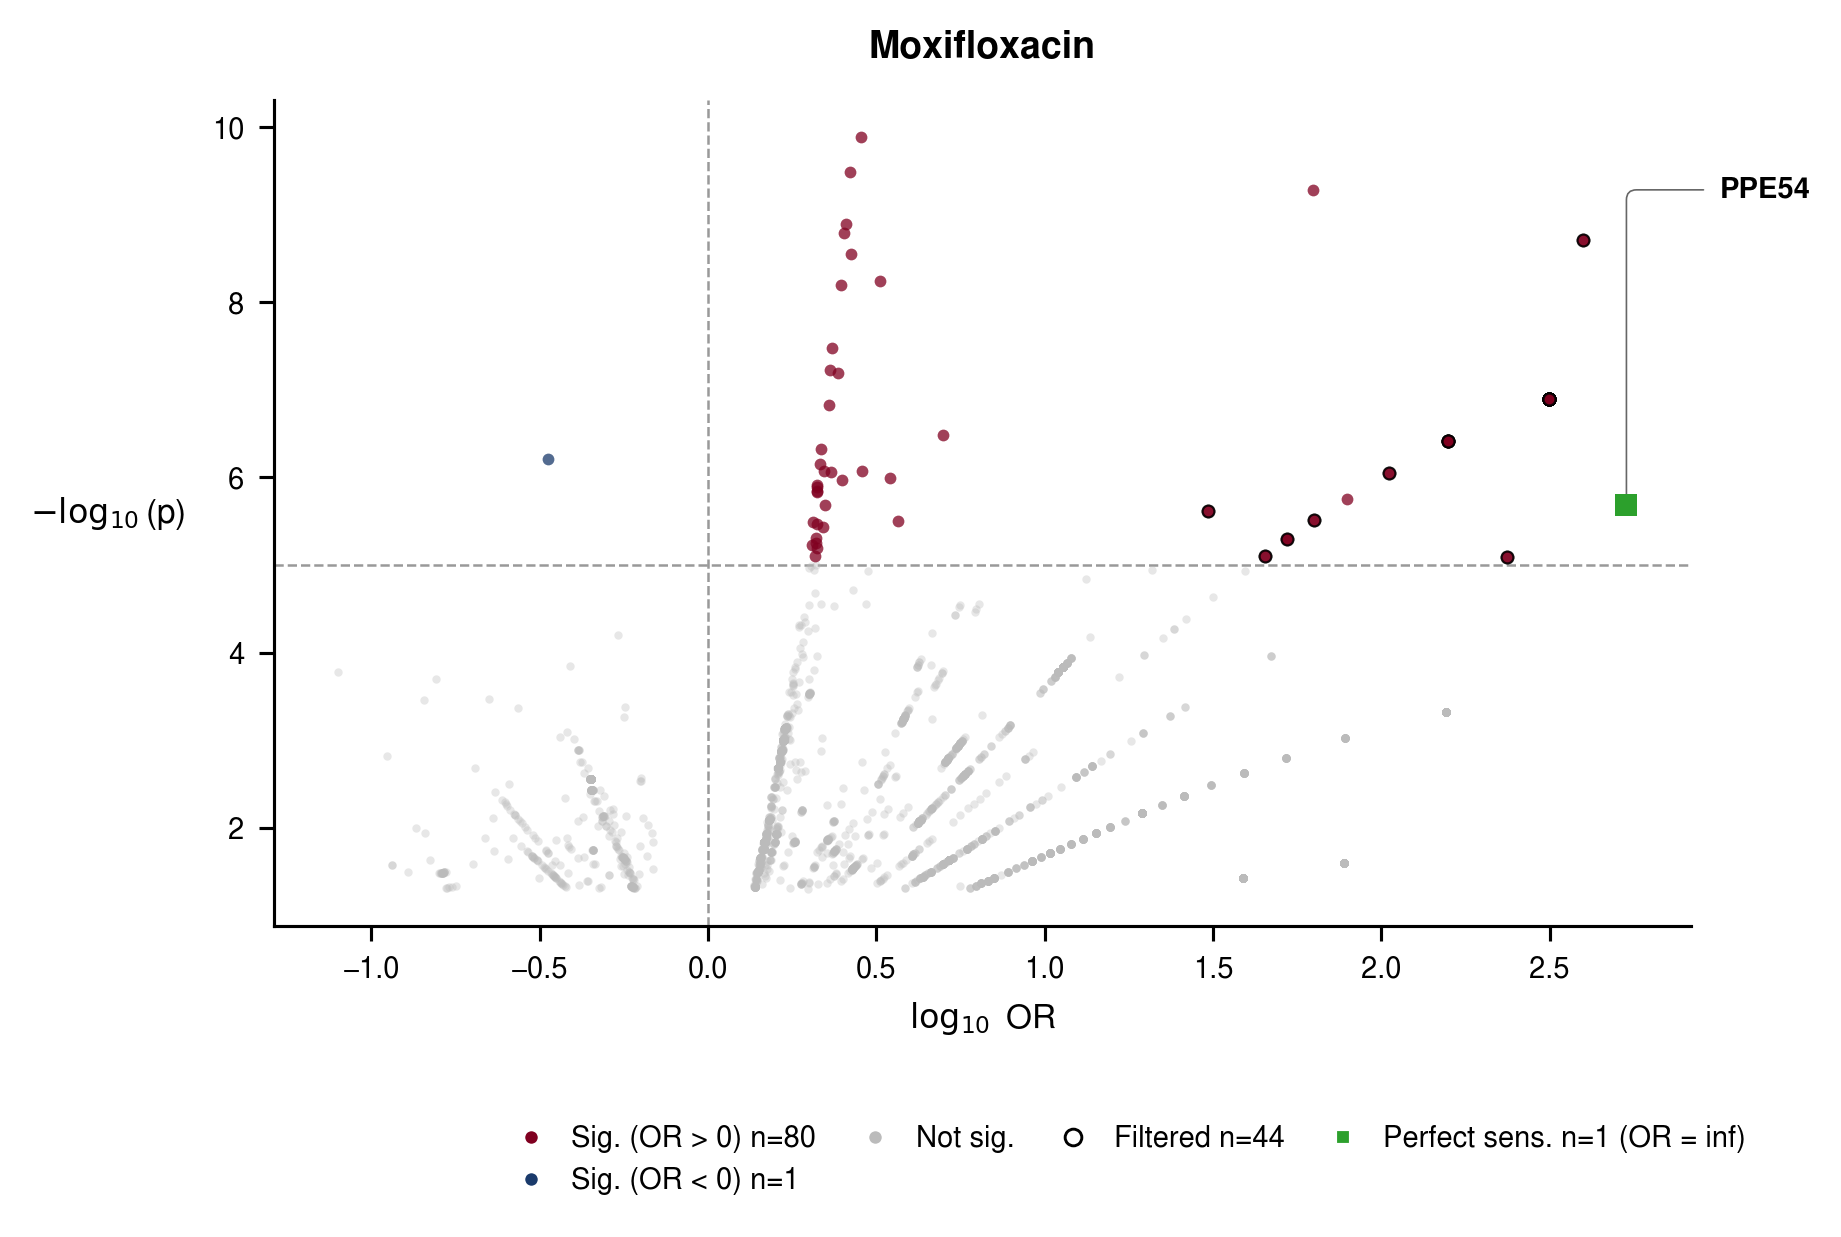 Moxifloxacin
10
8
6
4
2
−log₁₀ (p)
PPE54
−1.0 −0.5 0.0 0.5 1.0 1.5 2.0 2.5
log₁₀ OR
Sig. (OR > 0) n=80 Not sig. Filtered n=44 Perfect sens. n=1 (OR = inf)
Sig. (OR < 0) n=1